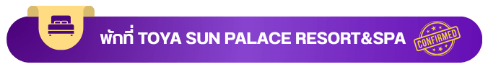 พักที่ TOYA SUN PALACE RESORT&SPA
CONFIRMED